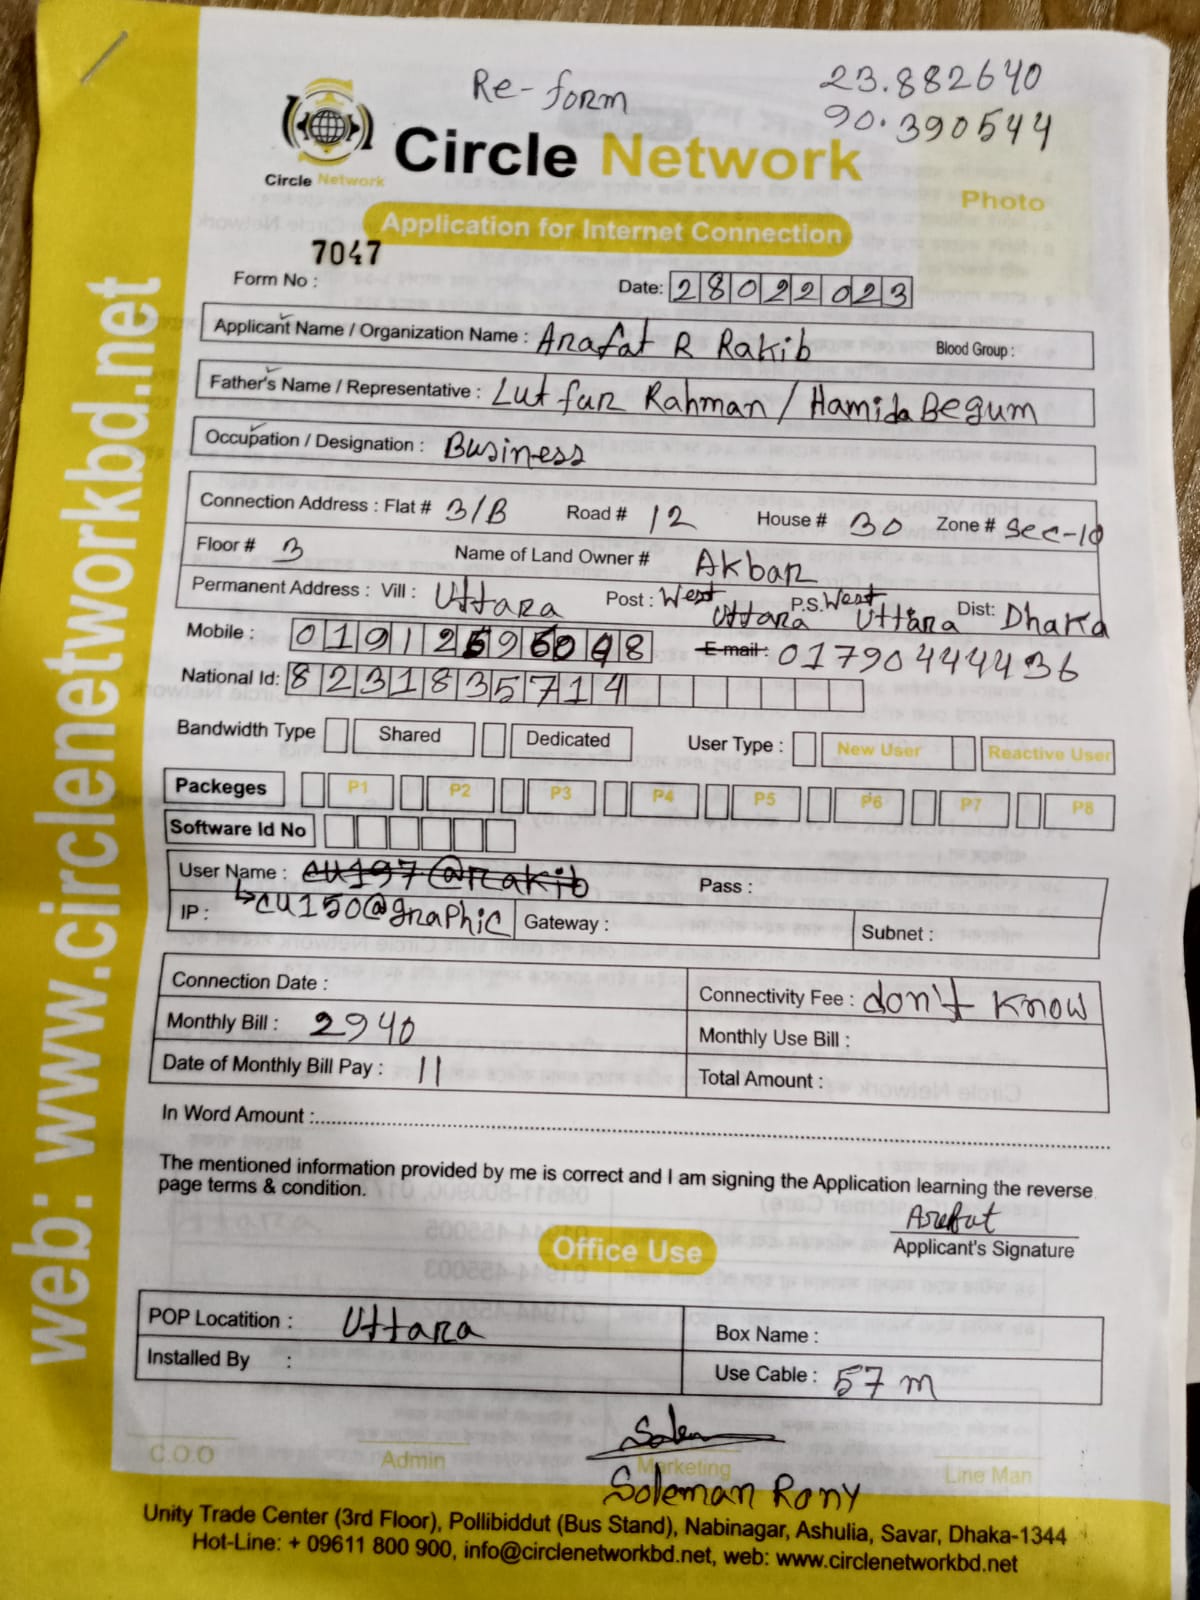 Re-form
23.882640
90.390544
Circle Network
Circle Network
Photo
Application for Internet Connection
7047
Form No :
Date: 28022023
Applicant Name / Organization Name : Arafat R Rakib Blood Group :
Father's Name / Representative : Lutfur Rahman / Hamida Begum
Occupation / Designation : Business
Connection Address : Flat # 3/B Road # 12 House # 30 Zone # Sec-10
Floor # 3 Name of Land Owner # Akbar
Permanent Address : Vill : Uttara Post : West Uttara P.S. West Uttara Dist: Dhaka
Mobile : E-mail : 01790444436
National Id: 8231835714
Bandwidth Type Shared Dedicated User Type : New User Reactive User
Packeges P1 P2 P3 P4 P5 P6 P7 P8
Software Id No
User Name : cu197@rakib Pass :
IP : cu150@graphic Gateway : Subnet :
Connection Date : Connectivity Fee : don't know
Monthly Bill : 2940 Monthly Use Bill :
Date of Monthly Bill Pay : 11 Total Amount :
In Word Amount :
The mentioned information provided by me is correct and I am signing the Application learning the reverse
page terms & condition.
Arafat
Applicant's Signature
Office Use
POP Locatition : Uttara Box Name :
Installed By : Use Cable : 57 m
C.O.O Admin Marketing Line Man
Soleman Rony
Unity Trade Center (3rd Floor), Pollibiddut (Bus Stand), Nabinagar, Ashulia, Savar, Dhaka-1344
Hot-Line: + 09611 800 900, info@circlenetworkbd.net, web: www.circlenetworkbd.net
web: www.circlenetworkbd.net